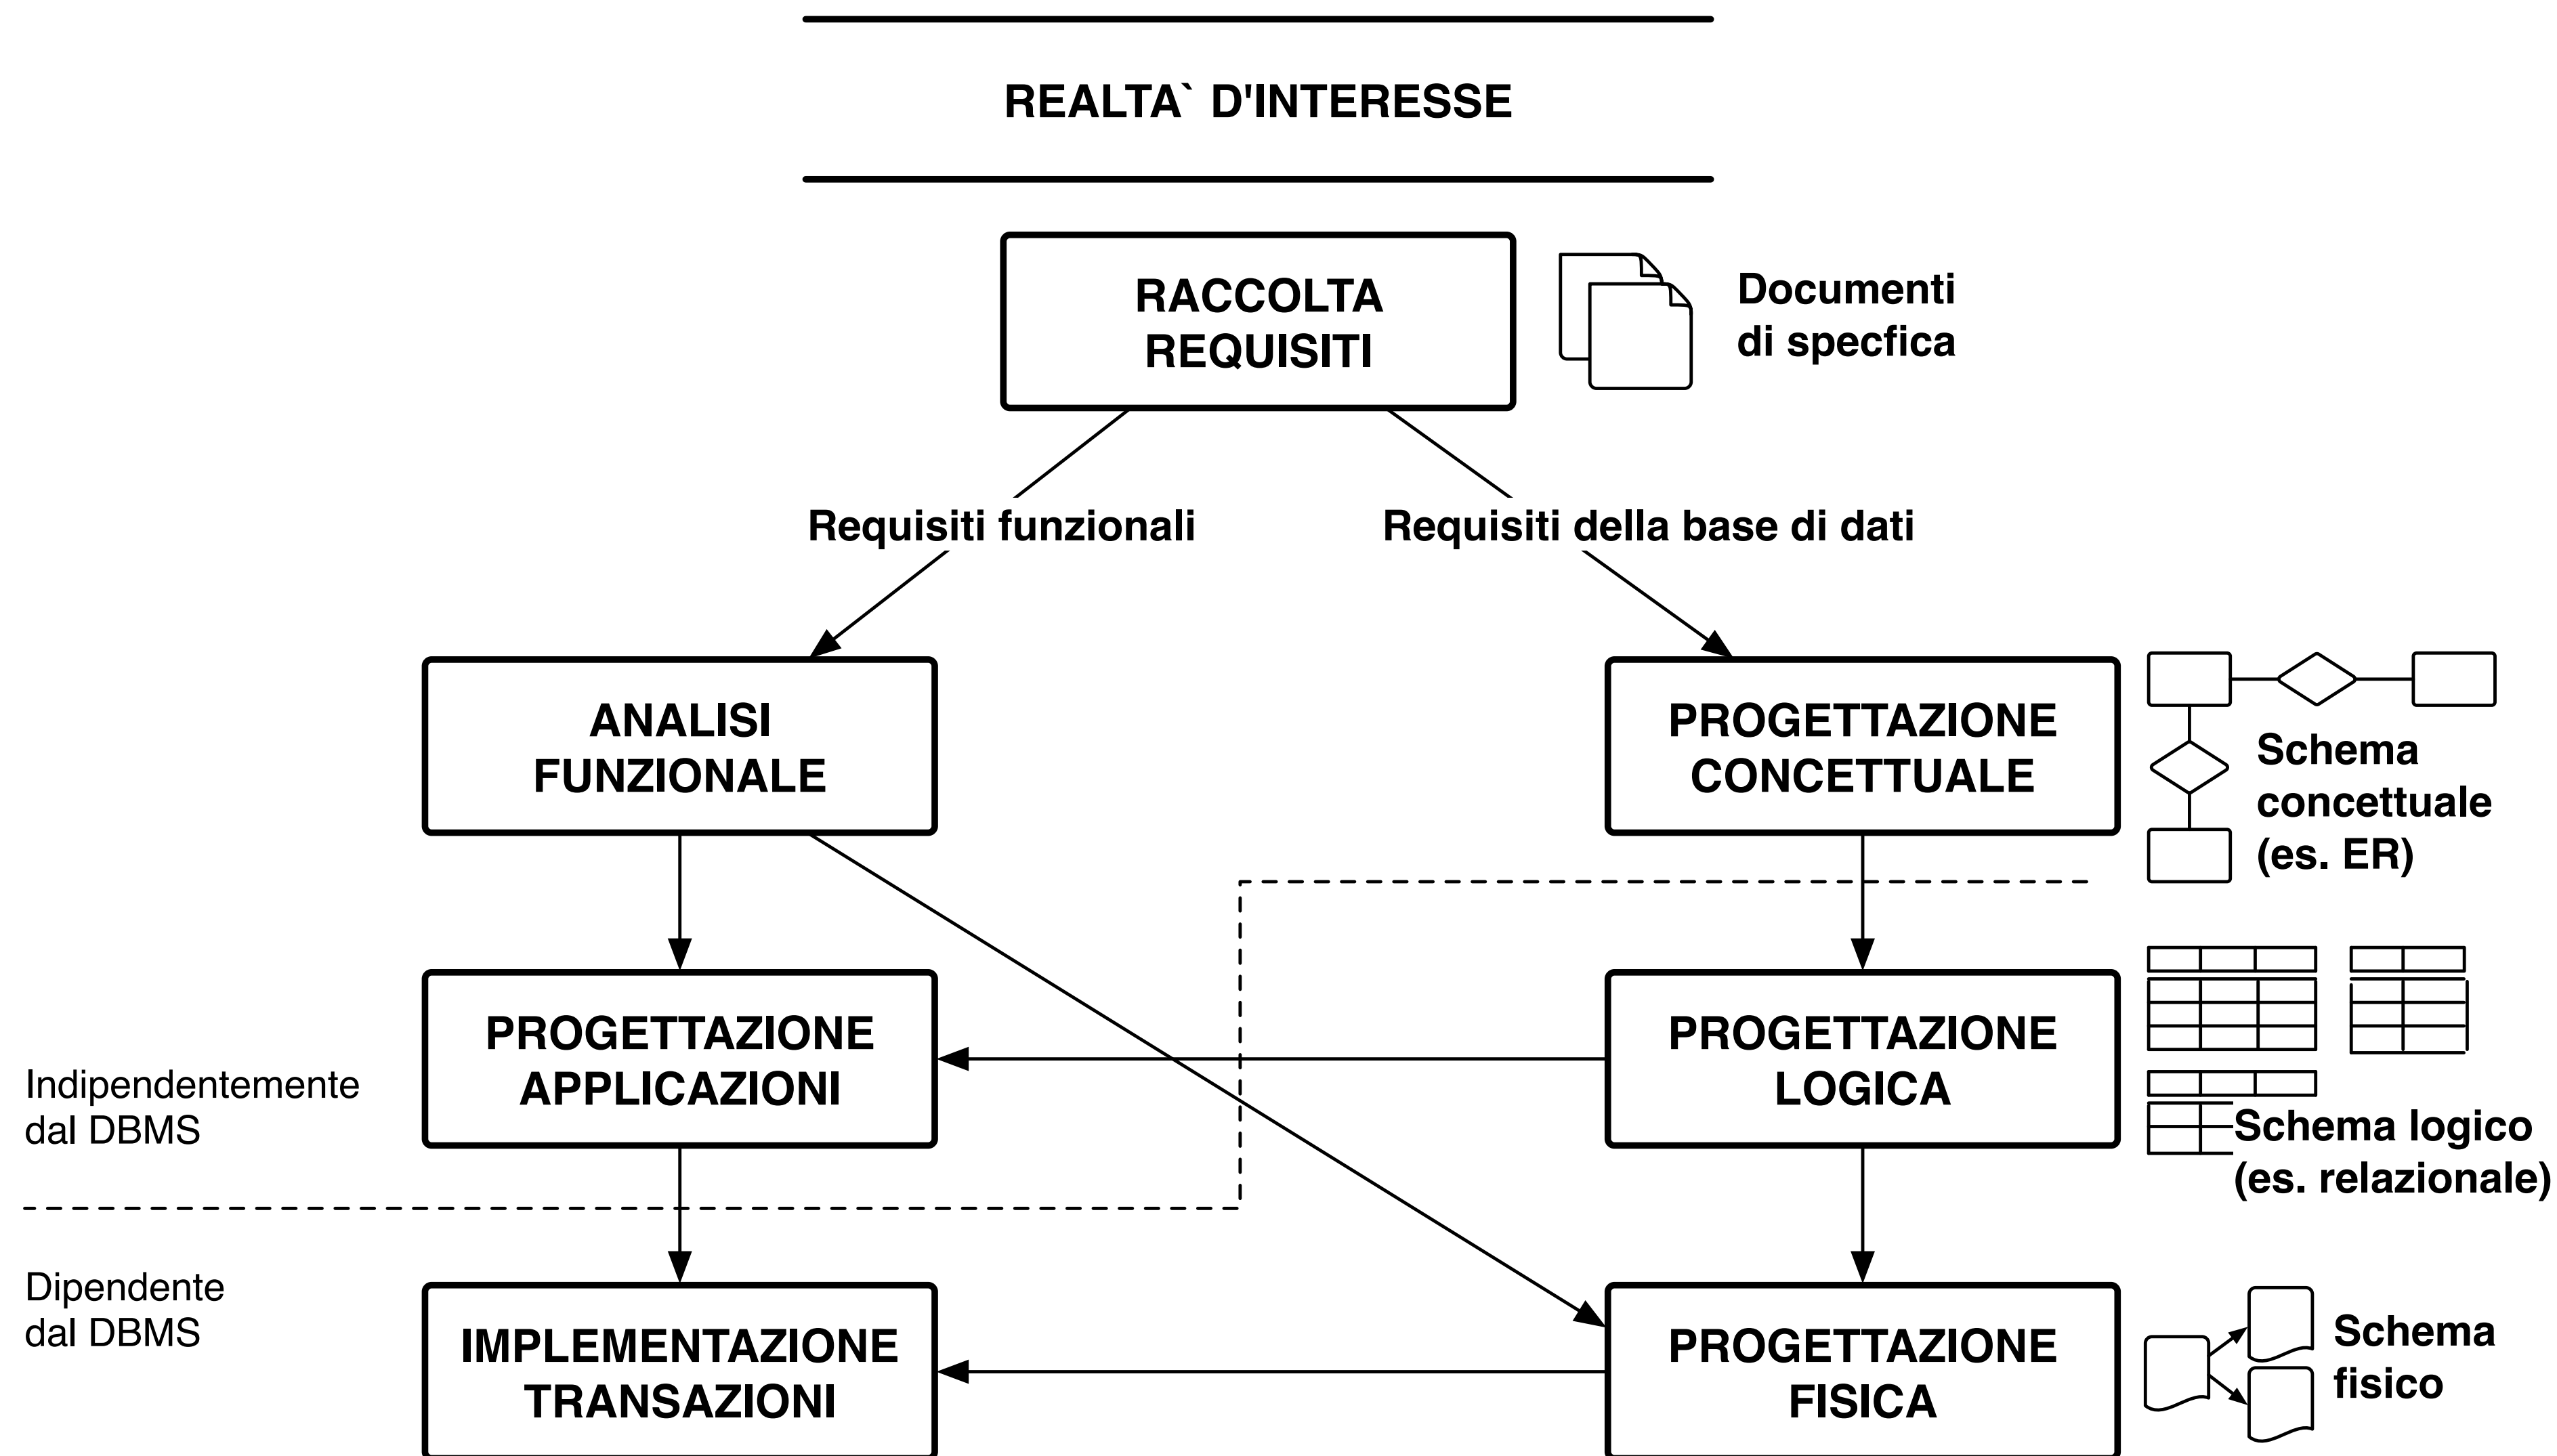 REALTA` D'INTERESSE
RACCOLTA
REQUISITI
Documenti
di specfica
Requisiti funzionali
Requisiti della base di dati
ANALISI
FUNZIONALE
PROGETTAZIONE
CONCETTUALE
Schema
concettuale
(es. ER)
PROGETTAZIONE
APPLICAZIONI
PROGETTAZIONE
LOGICA
Schema logico
(es. relazionale)
Indipendentemente
dal DBMS
Dipendente
dal DBMS
IMPLEMENTAZIONE
TRANSAZIONI
PROGETTAZIONE
FISICA
Schema
fisico